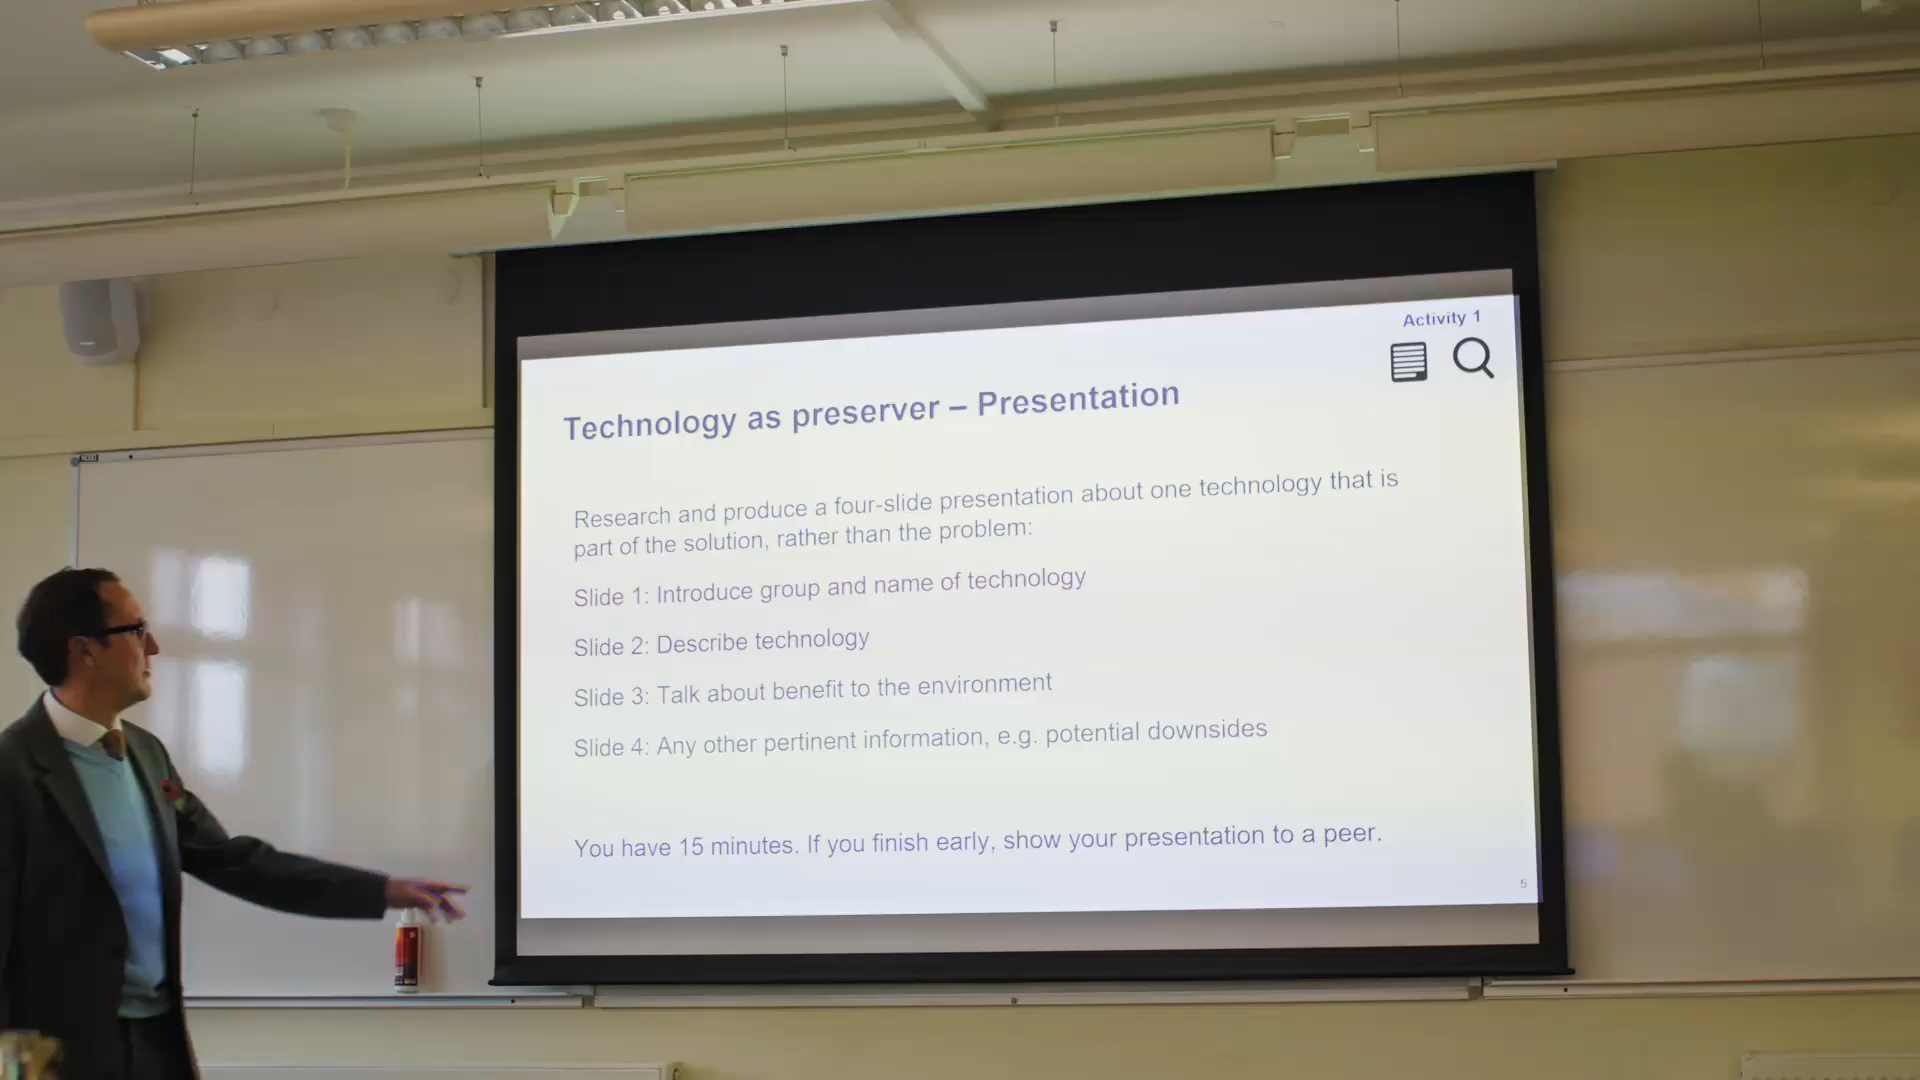 Activity 1
Technology as preserver – Presentation
Research and produce a four-slide presentation about one technology that is
part of the solution, rather than the problem:
Slide 1: Introduce group and name of technology
Slide 2: Describe technology
Slide 3: Talk about benefit to the environment
Slide 4: Any other pertinent information, e.g. potential downsides
You have 15 minutes. If you finish early, show your presentation to a peer.
5